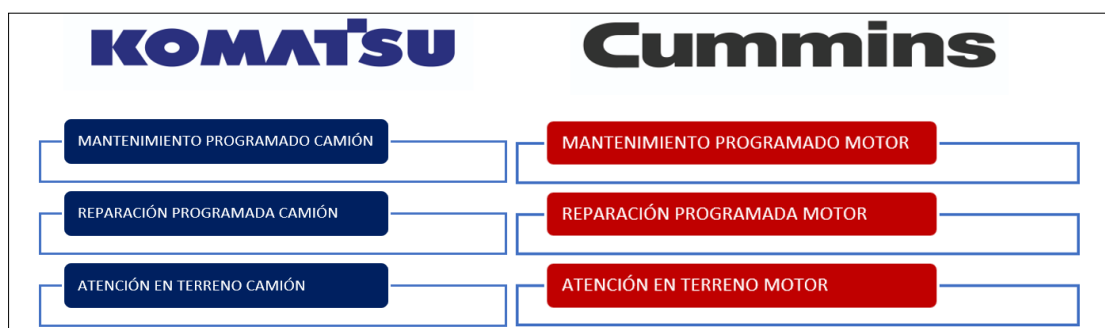 KOMATSU
Cummins
MANTENIMIENTO PROGRAMADO CAMIÓN
REPARACIÓN PROGRAMADA CAMIÓN
ATENCIÓN EN TERRENO CAMIÓN
MANTENIMIENTO PROGRAMADO MOTOR
REPARACIÓN PROGRAMADA MOTOR
ATENCIÓN EN TERRENO MOTOR